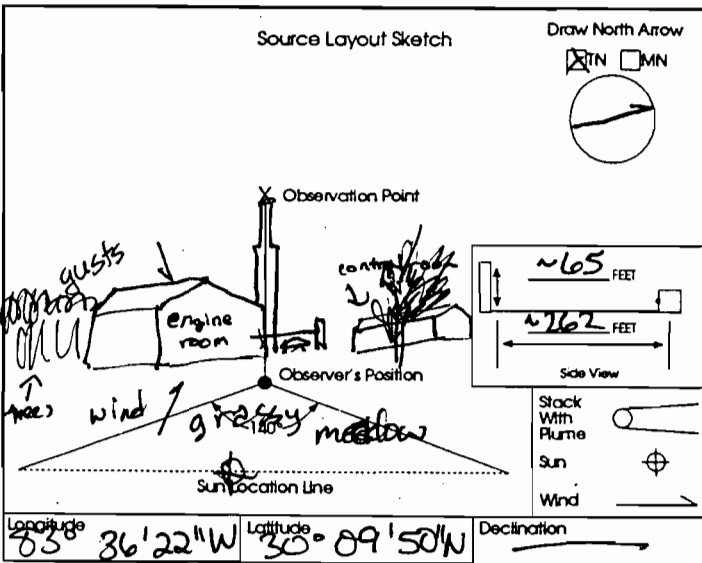 Source Layout Sketch
Draw North Arrow
TN MN
X Observation Point
gusts
engine
room
~65 FEET
~262 FEET
Side View
Observer's Position
trees
wind
grassy meadow
140°
Sun Location Line
Stack
With
Plume
Sun
Wind
Longitude
83° 36'22"W
Latitude
30° 09'50"N
Declination